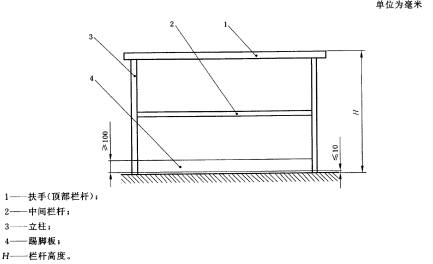 单位为毫米
1
2
3
4
H
≥100
≤10
1——扶手(顶部栏杆);
2——中间栏杆;
3——立柱;
4——踢脚板;
H——栏杆高度。